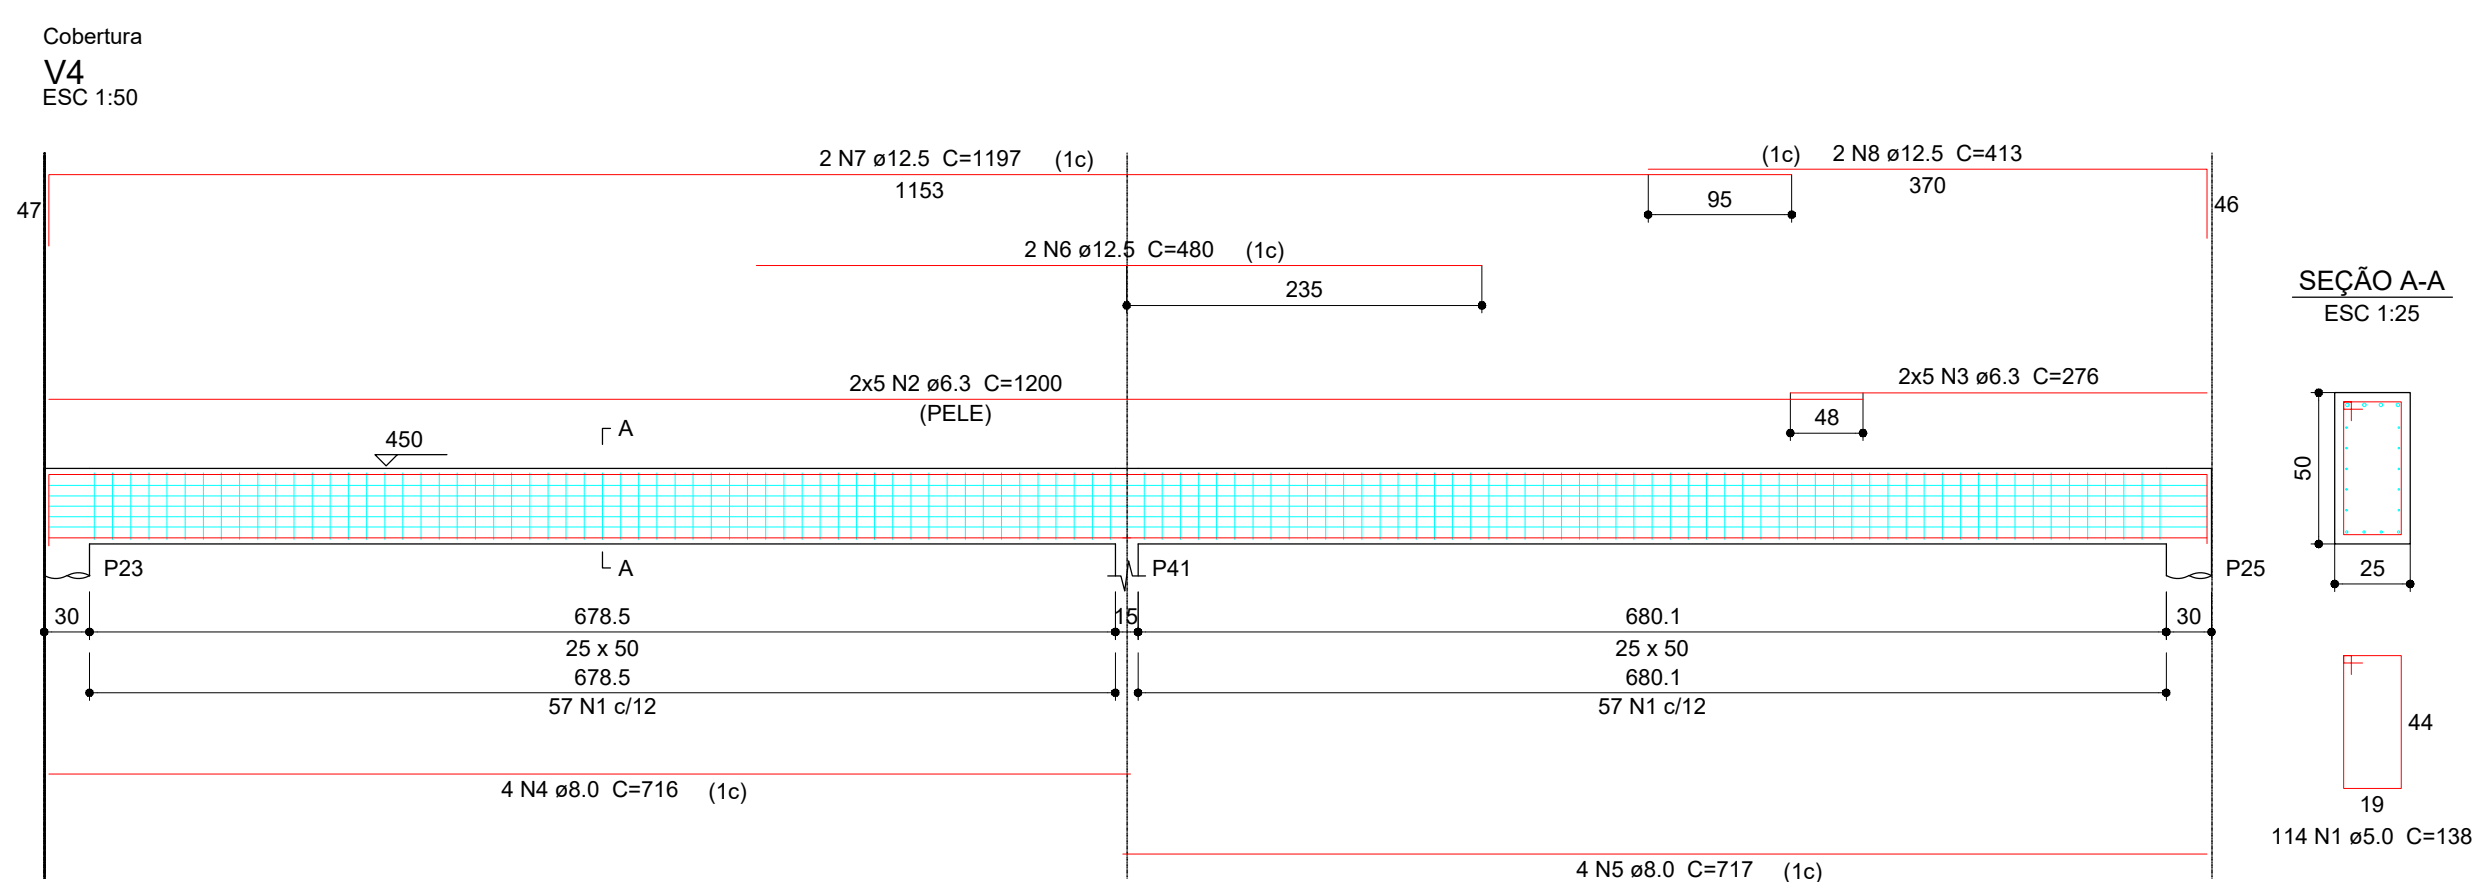 Cobertura
V4
ESC 1:50
2 N7 ø12.5 C=1197 (1c)
1153
(1c) 2 N8 ø12.5 C=413
370
95
47
46
2 N6 ø12.5 C=480 (1c)
235
SEÇÃO A-A
ESC 1:25
2x5 N2 ø6.3 C=1200
(PELE)
2x5 N3 ø6.3 C=276
48
A
450
50
25
P23
A
P41
P25
30
678.5
15
680.1
30
25 x 50
25 x 50
678.5
680.1
57 N1 c/12
57 N1 c/12
44
19
114 N1 ø5.0 C=138
4 N4 ø8.0 C=716 (1c)
4 N5 ø8.0 C=717 (1c)